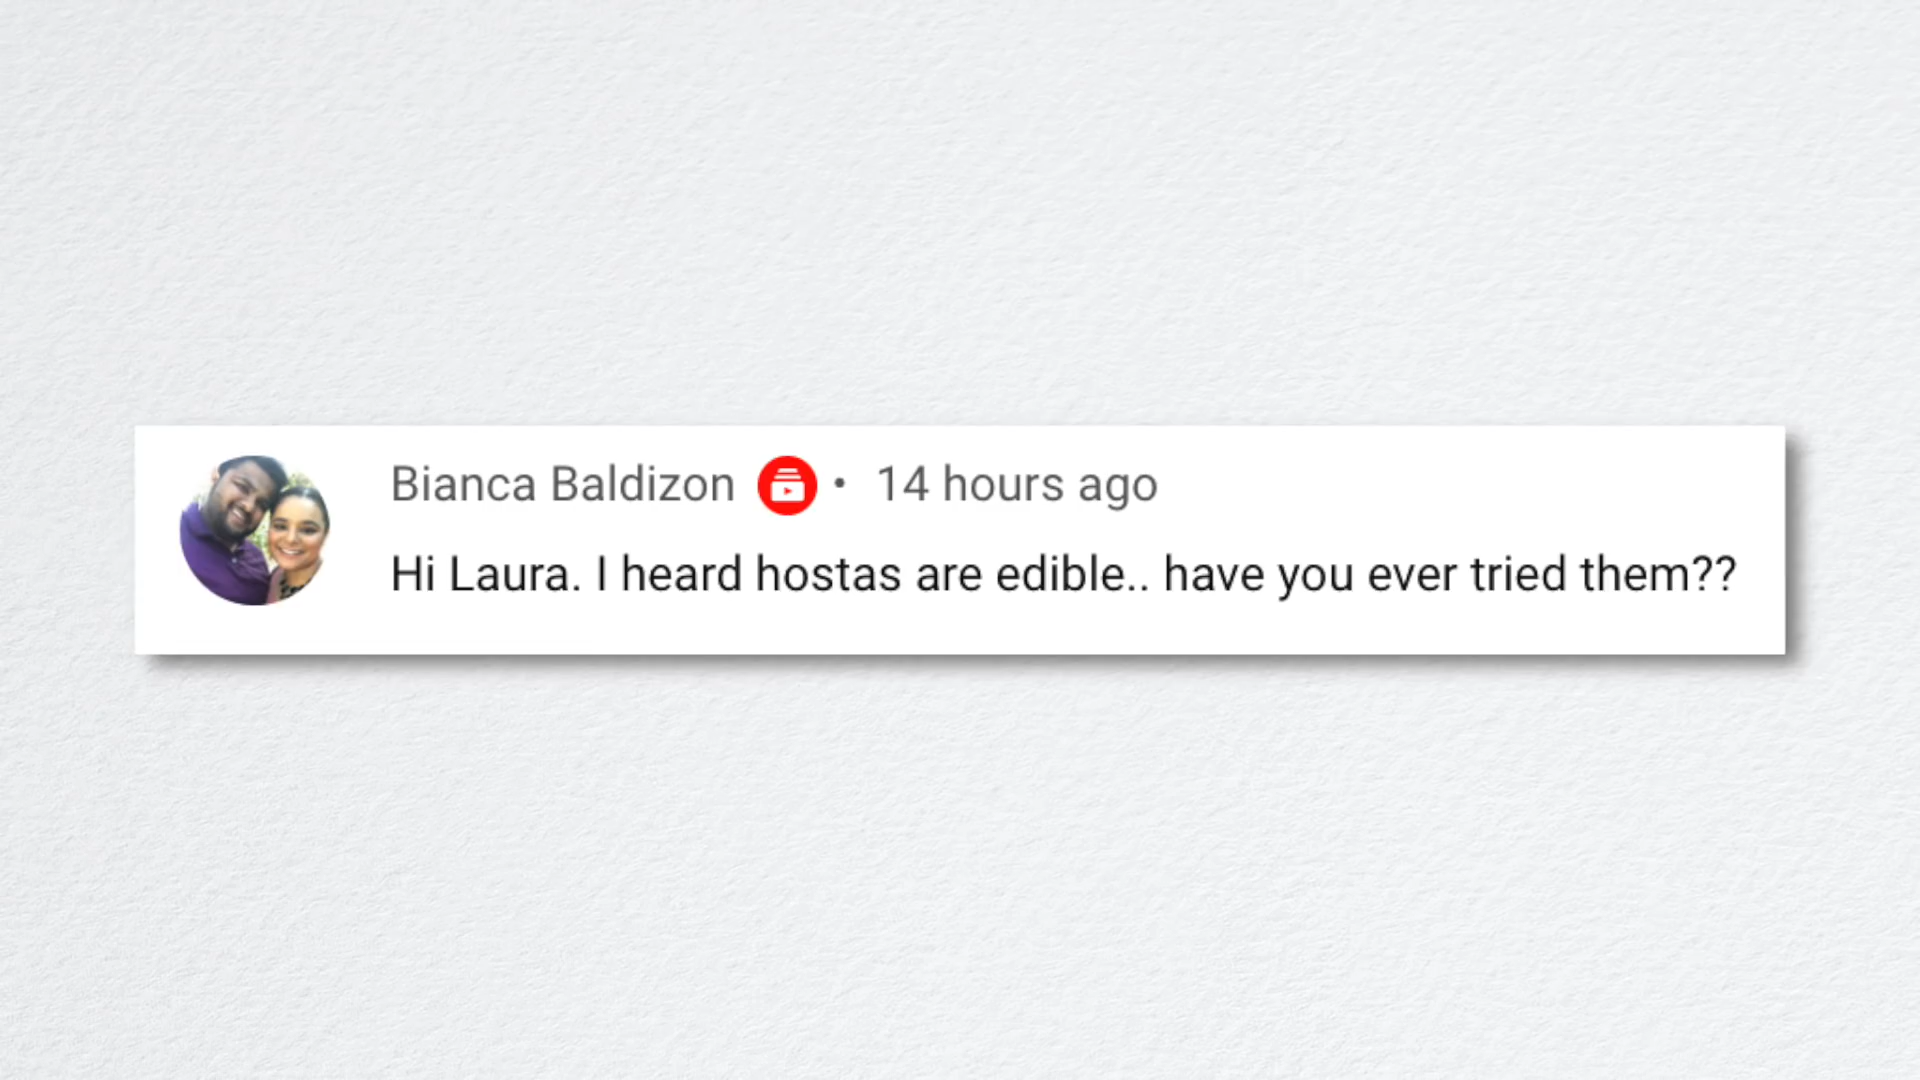 Bianca Baldizon • 14 hours ago
Hi Laura. I heard hostas are edible.. have you ever tried them??